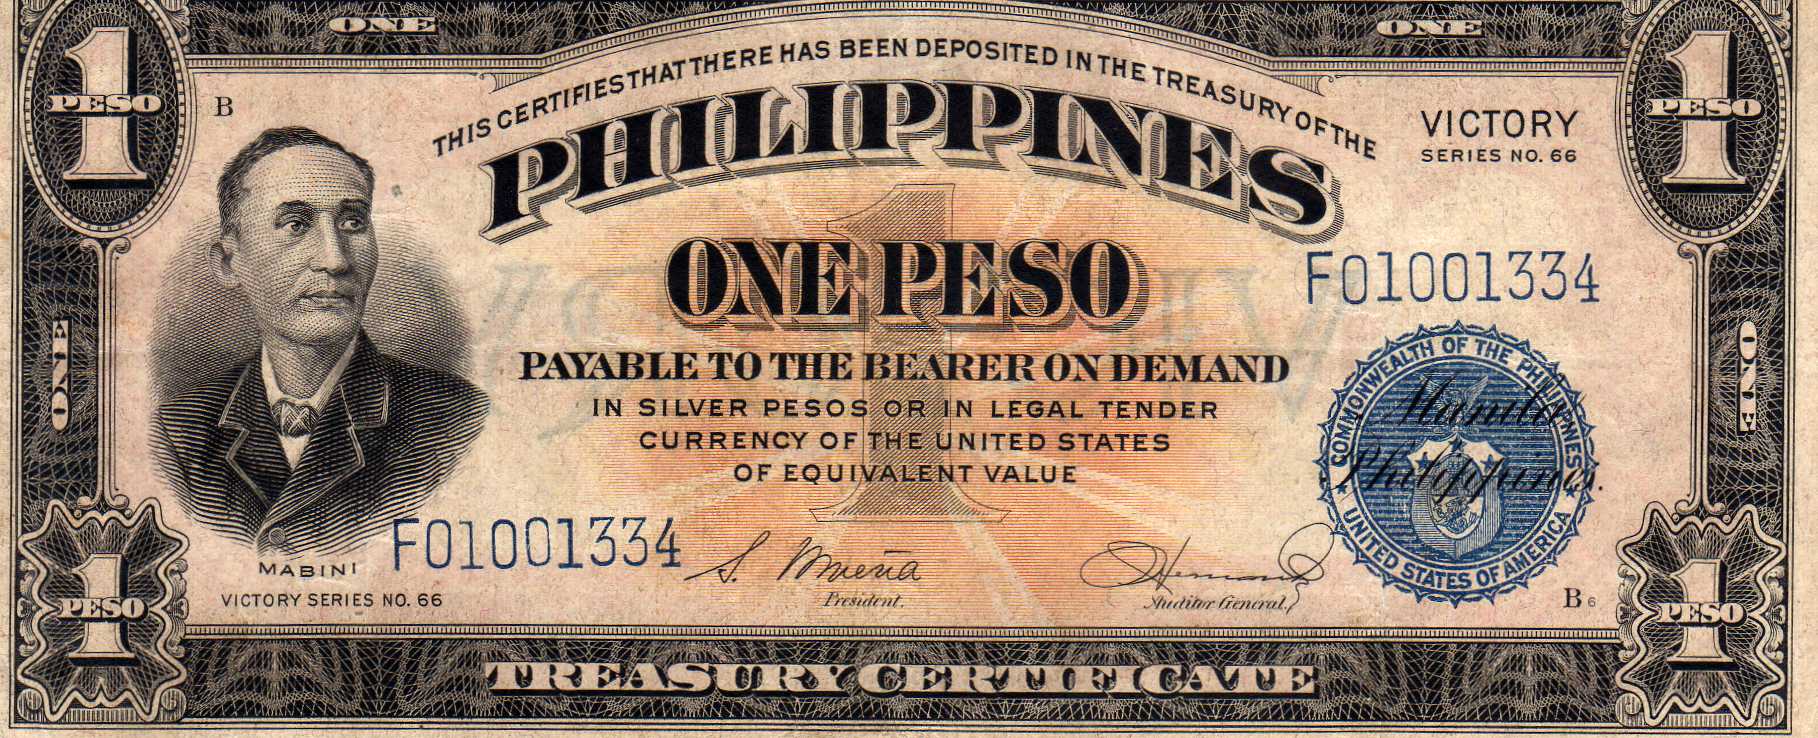 ONE
ONE
1
PESO
1
PESO
B
THIS CERTIFIES THAT THERE HAS BEEN DEPOSITED IN THE TREASURY OF THE
PHILIPPINES
VICTORY
SERIES NO. 66
1
ONE PESO
F01001334
PAYABLE TO THE BEARER ON DEMAND
IN SILVER PESOS OR IN LEGAL TENDER
CURRENCY OF THE UNITED STATES
OF EQUIVALENT VALUE
ONE
ONE
COMMONWEALTH OF THE PHILIPPINES
Manila
Philippines.
UNITED STATES OF AMERICA
F01001334
MABINI
VICTORY SERIES NO. 66
S. Osmeña
President.
Auditor General.
B6
1
PESO
1
PESO
TREASURY CERTIFICATE